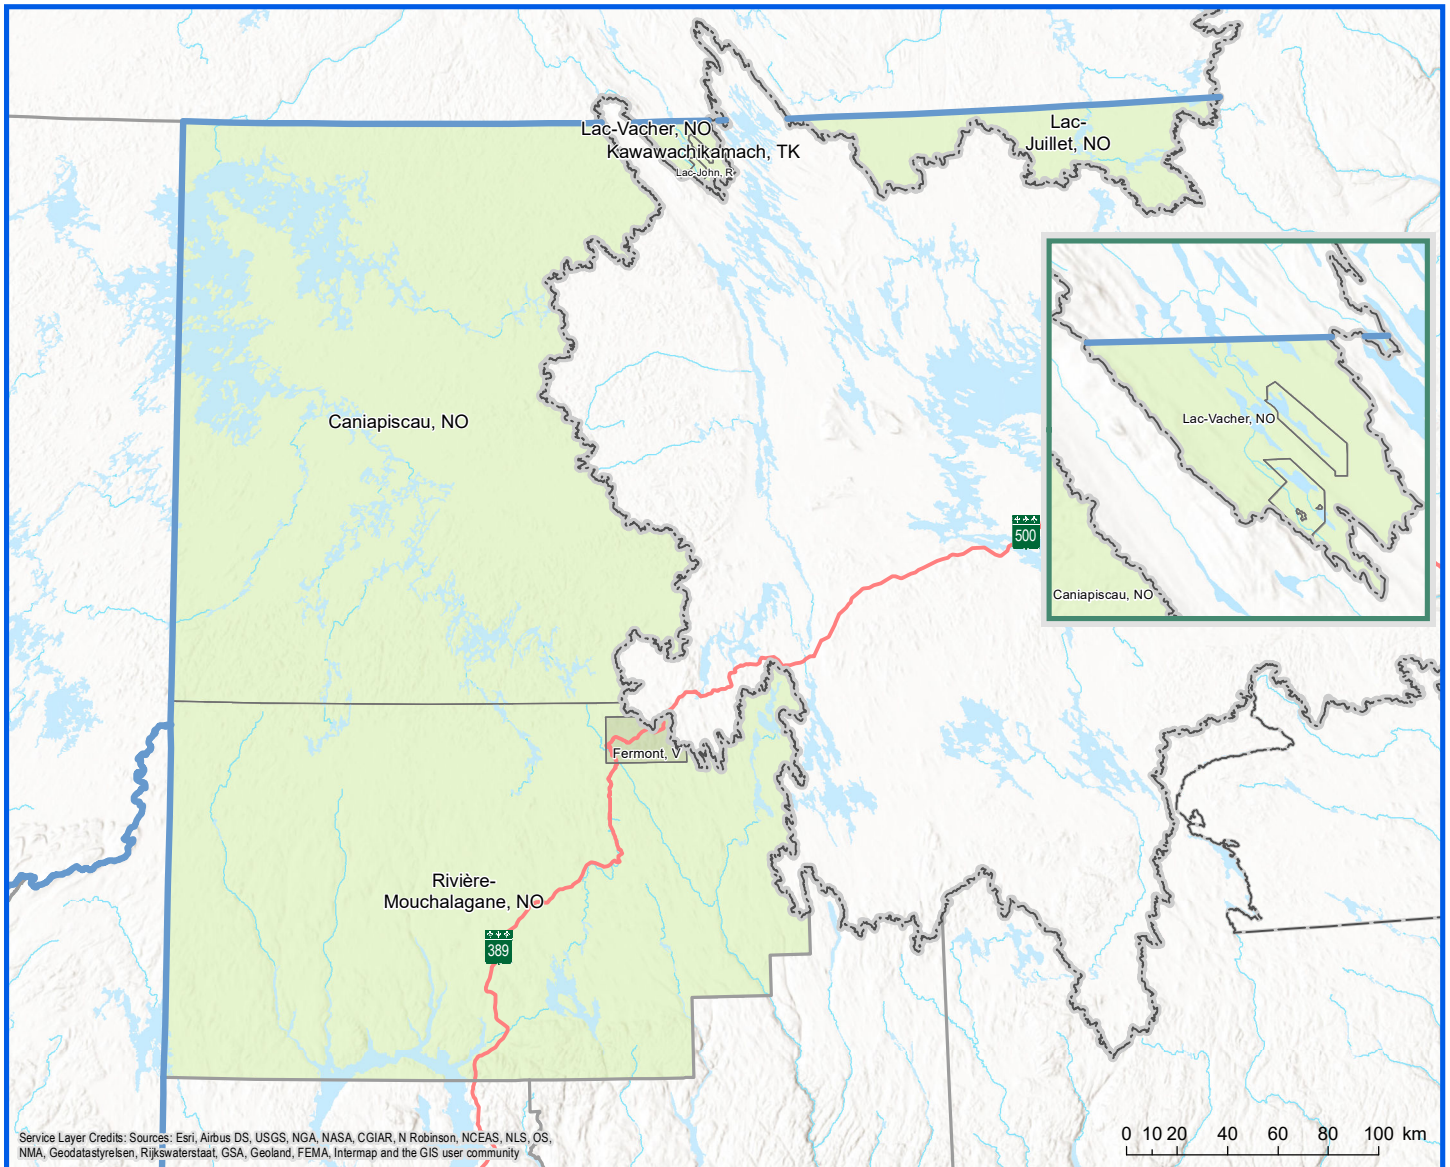 Lac-Vacher, NO
Kawawachikamach, TK
Lac-John, R
Lac-
Juillet, NO
Caniapiscau, NO
Lac-Vacher, NO
Caniapiscau, NO
500
Fermont, V
Rivière-
Mouchalagane, NO
389
Service Layer Credits: Sources: Esri, Airbus DS, USGS, NGA, NASA, CGIAR, N Robinson, NCEAS, NLS, OS,
NMA, Geodatastyrelsen, Rijkswaterstaat, GSA, Geoland, FEMA, Intermap and the GIS user community
0 10 20 40 60 80 100 km